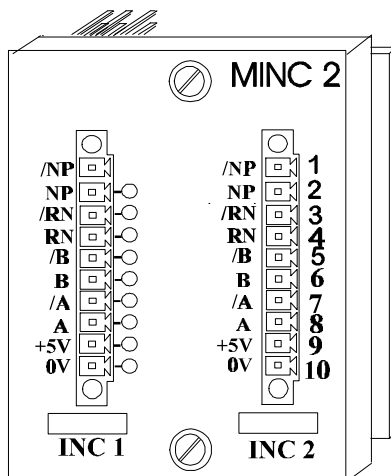 MINC 2
/NP /NP 1
NP NP 2
/RN /RN 3
RN RN 4
/B /B 5
B B 6
/A /A 7
A A 8
+5V +5V 9
0V 0V 10
INC 1 INC 2